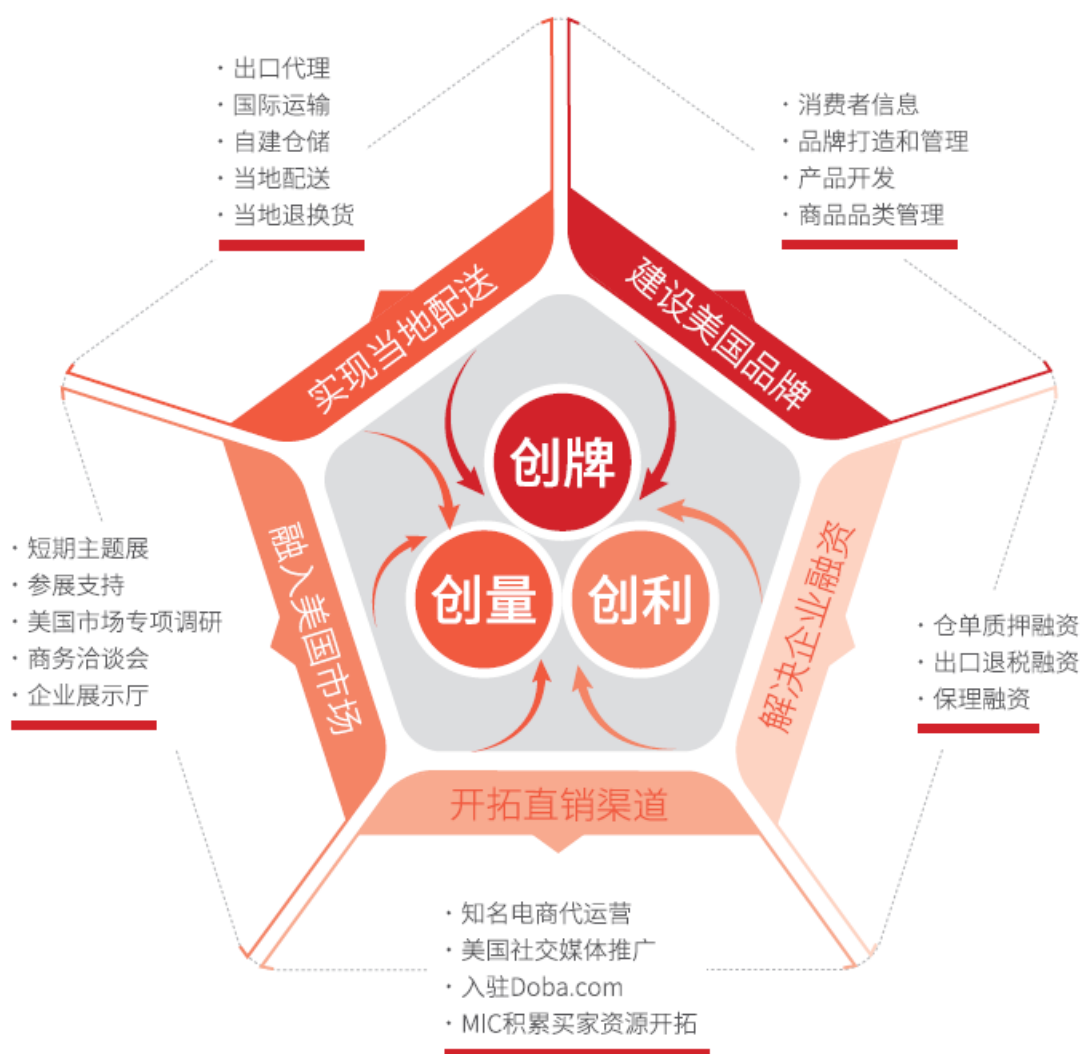 · 出口代理
· 国际运输
· 自建仓储
· 当地配送
· 当地退换货
· 消费者信息
· 品牌打造和管理
· 产品开发
· 商品品类管理
实现当地配送
建设美国品牌
创牌
创量
创利
融入美国市场
解决企业融资
· 短期主题展
· 参展支持
· 美国市场专项调研
· 商务洽谈会
· 企业展示厅
· 仓单质押融资
· 出口退税融资
· 保理融资
开拓直销渠道
· 知名电商代运营
· 美国社交媒体推广
· 入驻Doba.com
· MIC积累买家资源开拓